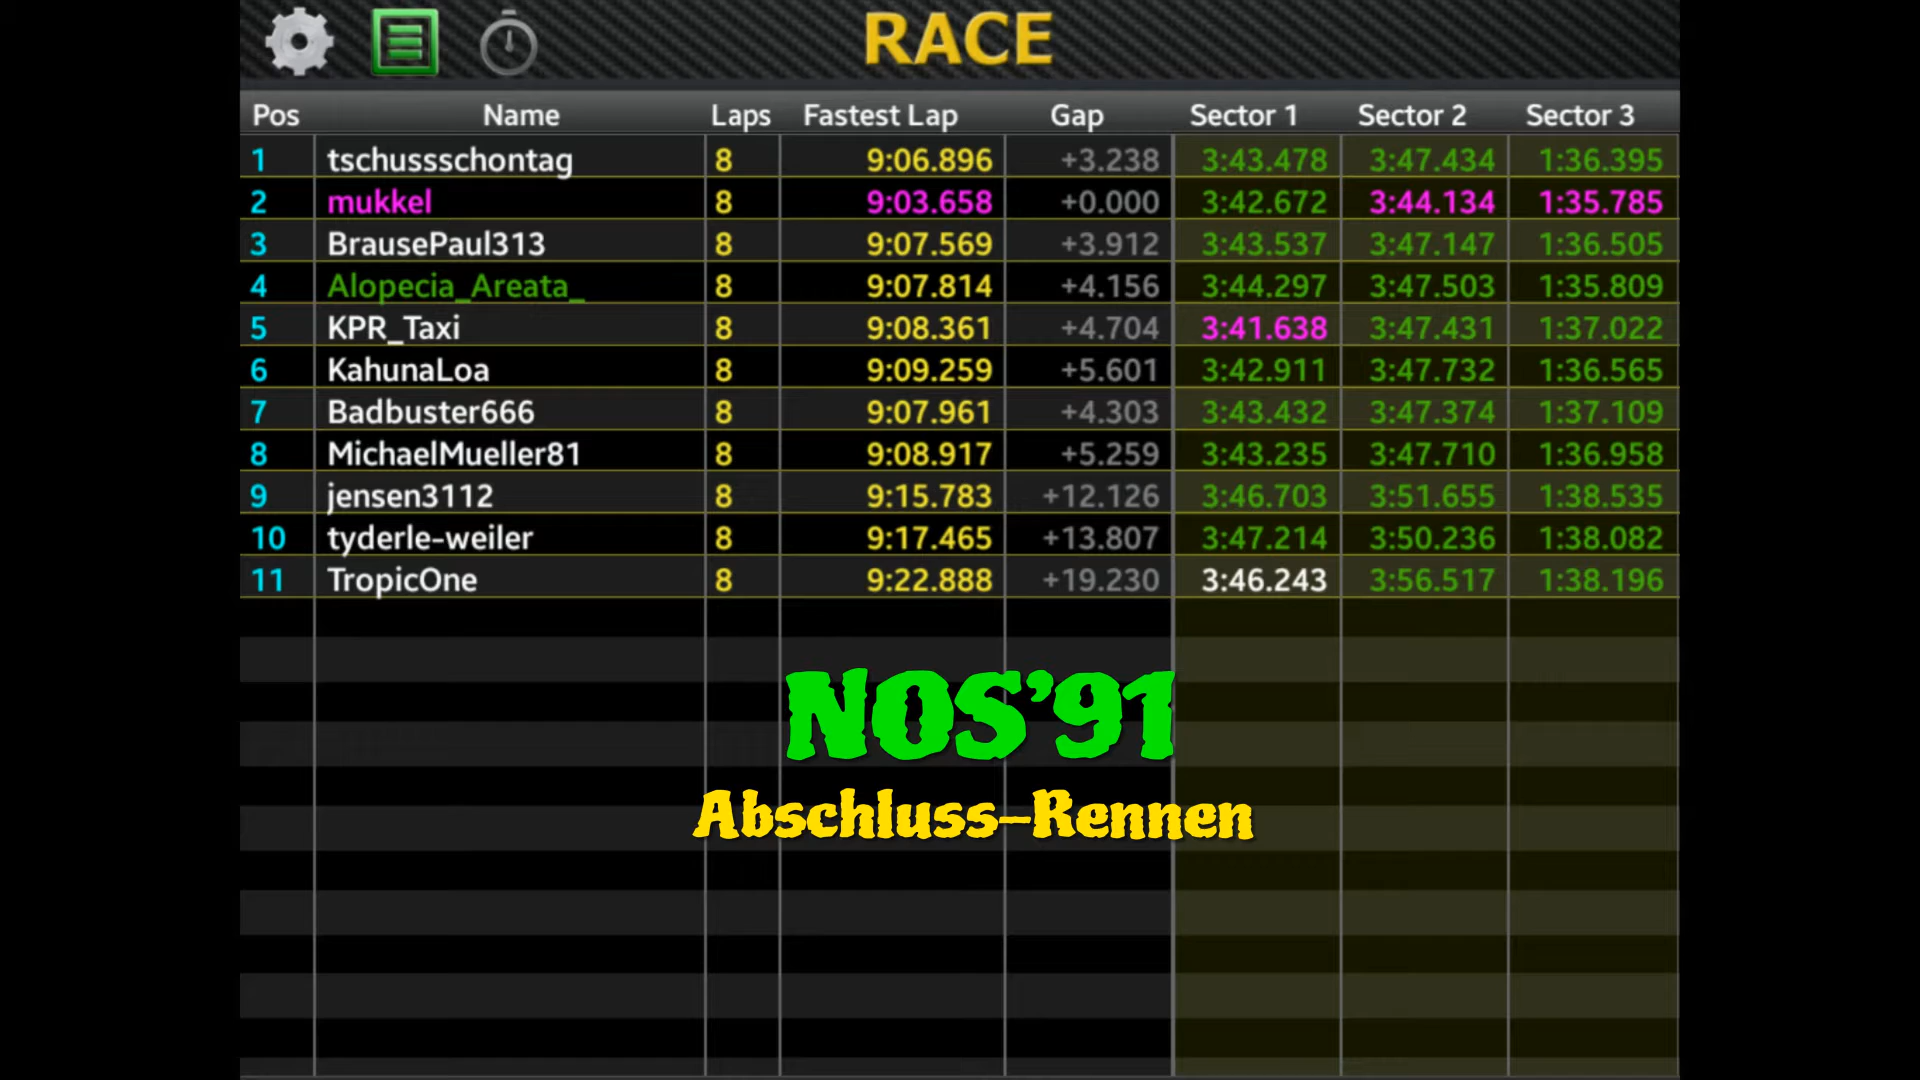 RACE
Pos Name Laps Fastest Lap Gap Sector 1 Sector 2 Sector 3
1 tschussschontag 8 9:06.896 +3.238 3:43.478 3:47.434 1:36.395
2 mukkel 8 9:03.658 +0.000 3:42.672 3:44.134 1:35.785
3 BrausePaul313 8 9:07.569 +3.912 3:43.537 3:47.147 1:36.505
4 Alopecia_Areata_ 8 9:07.814 +4.156 3:44.297 3:47.503 1:35.809
5 KPR_Taxi 8 9:08.361 +4.704 3:41.638 3:47.431 1:37.022
6 KahunaLoa 8 9:09.259 +5.601 3:42.911 3:47.732 1:36.565
7 Badbuster666 8 9:07.961 +4.303 3:43.432 3:47.374 1:37.109
8 MichaelMueller81 8 9:08.917 +5.259 3:43.235 3:47.710 1:36.958
9 jensen3112 8 9:15.783 +12.126 3:46.703 3:51.655 1:38.535
10 tyderle-weiler 8 9:17.465 +13.807 3:47.214 3:50.236 1:38.082
11 TropicOne 8 9:22.888 +19.230 3:46.243 3:56.517 1:38.196
NOS’91
Abschluss-Rennen